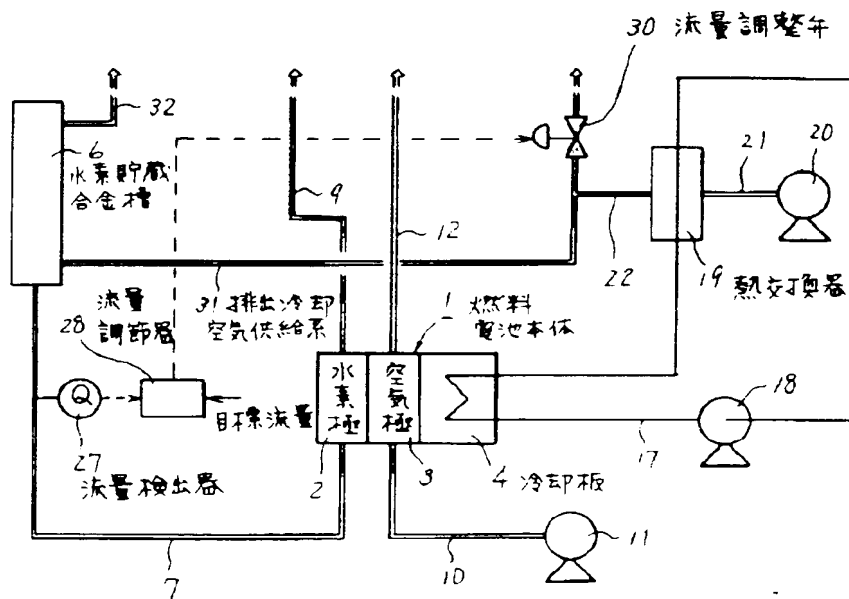 30 流量調整弁
32
6
水素貯蔵
合金槽
9
12
21
20
22
19
熱交換器
31 排出冷却
空気供給系
流量
調節器
28
1 燃料
電池本体
水素極
空気極
18
Q
目標流量
27
2
3
4 冷却板
17
流量検出器
7
10
11